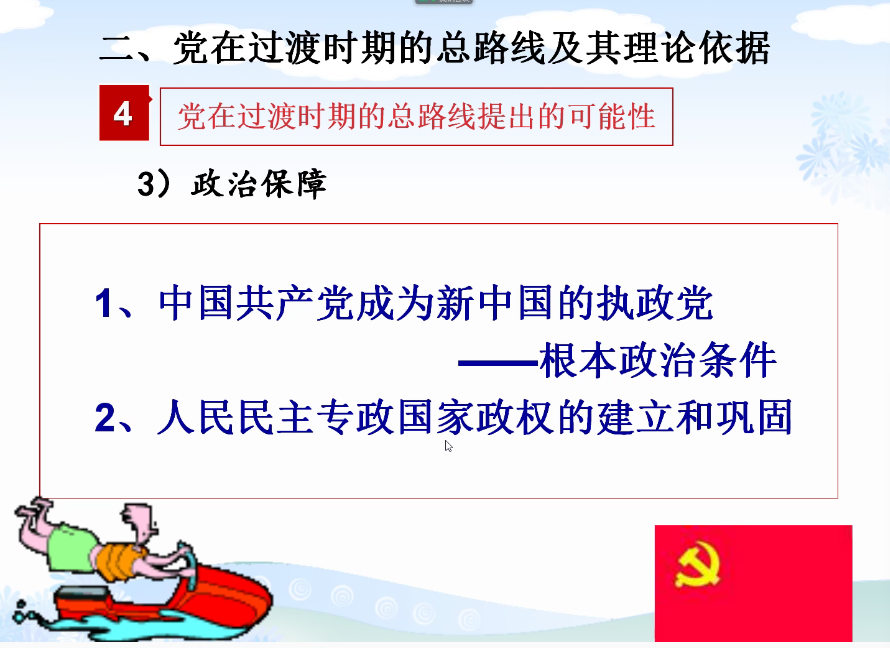 二、党在过渡时期的总路线及其理论依据
4
党在过渡时期的总路线提出的可能性
3）政治保障
1、中国共产党成为新中国的执政党
——根本政治条件
2、人民民主专政国家政权的建立和巩固